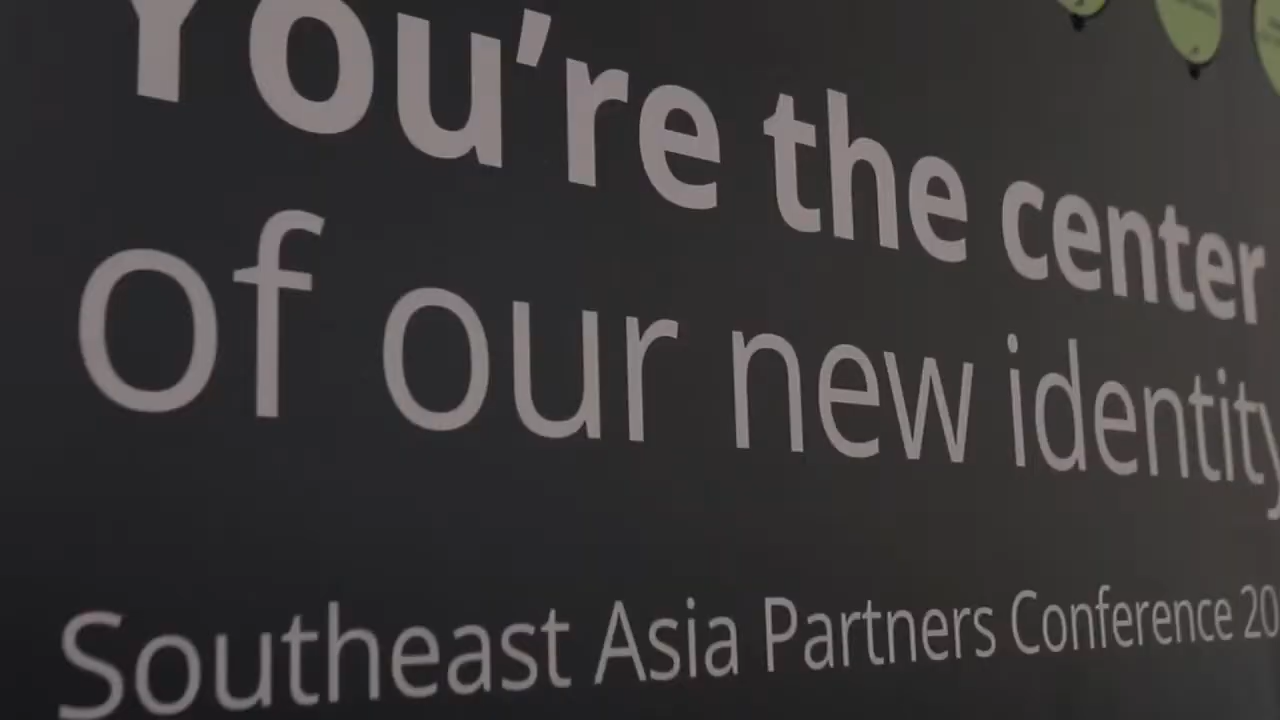 You're the center
of our new identity
Southeast Asia Partners Conference 20